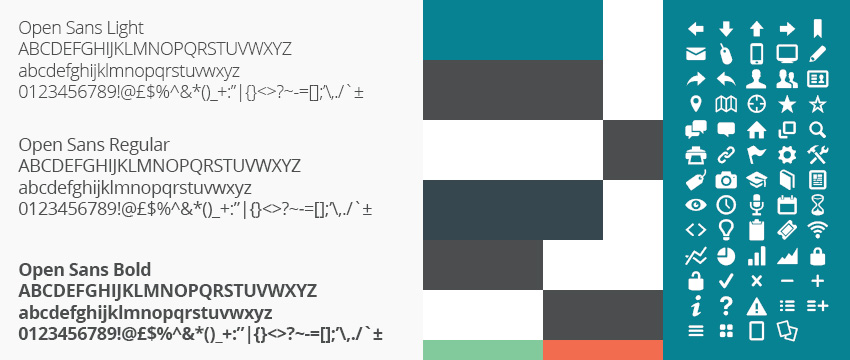 Open Sans Light
ABCDEFGHIJKLMNOPQRSTUVWXYZ
abcdefghijklmnopqrstuvwxyz
0123456789!@£$%^&*()_+:”|{}<>?~-=[];’\,./`±
Open Sans Regular
ABCDEFGHIJKLMNOPQRSTUVWXYZ
abcdefghijklmnopqrstuvwxyz
0123456789!@£$%^&*()_+:”|{}<>?~-=[];’\,./`±
Open Sans Bold
ABCDEFGHIJKLMNOPQRSTUVWXYZ
abcdefghijklmnopqrstuvwxyz
0123456789!@£$%^&*()_+:”|{}<>?~-=[];’\,./`±